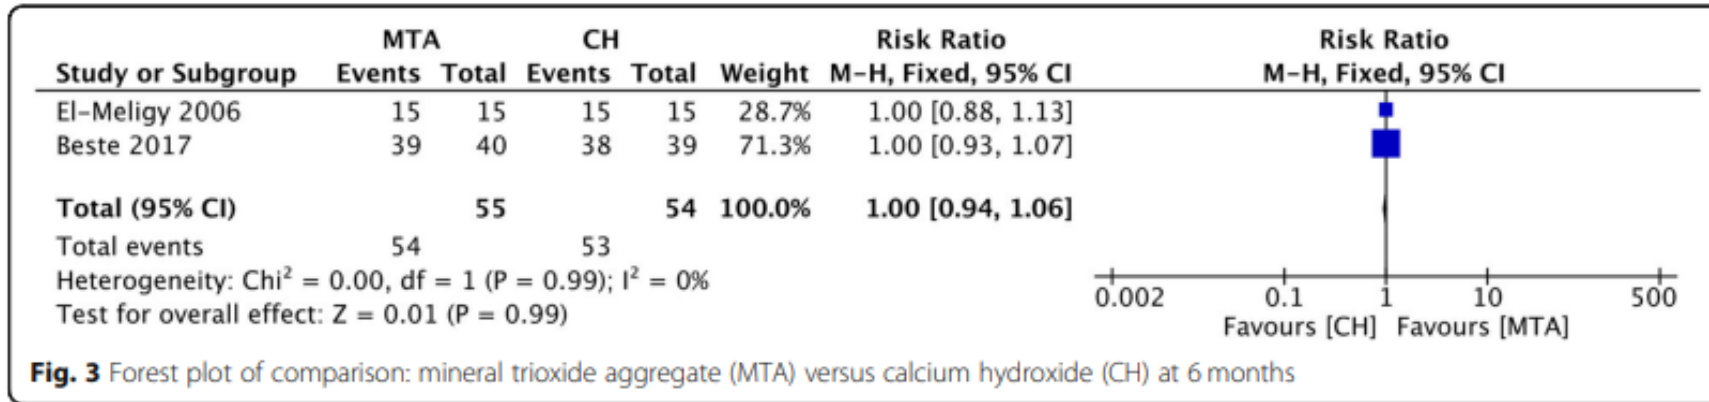 MTA CH Risk Ratio Risk Ratio
Study or Subgroup Events Total Events Total Weight M-H, Fixed, 95% CI M-H, Fixed, 95% CI
El-Meligy 2006 15 15 15 15 28.7% 1.00 [0.88, 1.13]
Beste 2017 39 40 38 39 71.3% 1.00 [0.93, 1.07]
Total (95% CI) 55 54 100.0% 1.00 [0.94, 1.06]
Total events 54 53
Heterogeneity: Chi² = 0.00, df = 1 (P = 0.99); I² = 0%
Test for overall effect: Z = 0.01 (P = 0.99)
0.002 0.1 1 10 500
Favours [CH] Favours [MTA]
Fig. 3 Forest plot of comparison: mineral trioxide aggregate (MTA) versus calcium hydroxide (CH) at 6 months